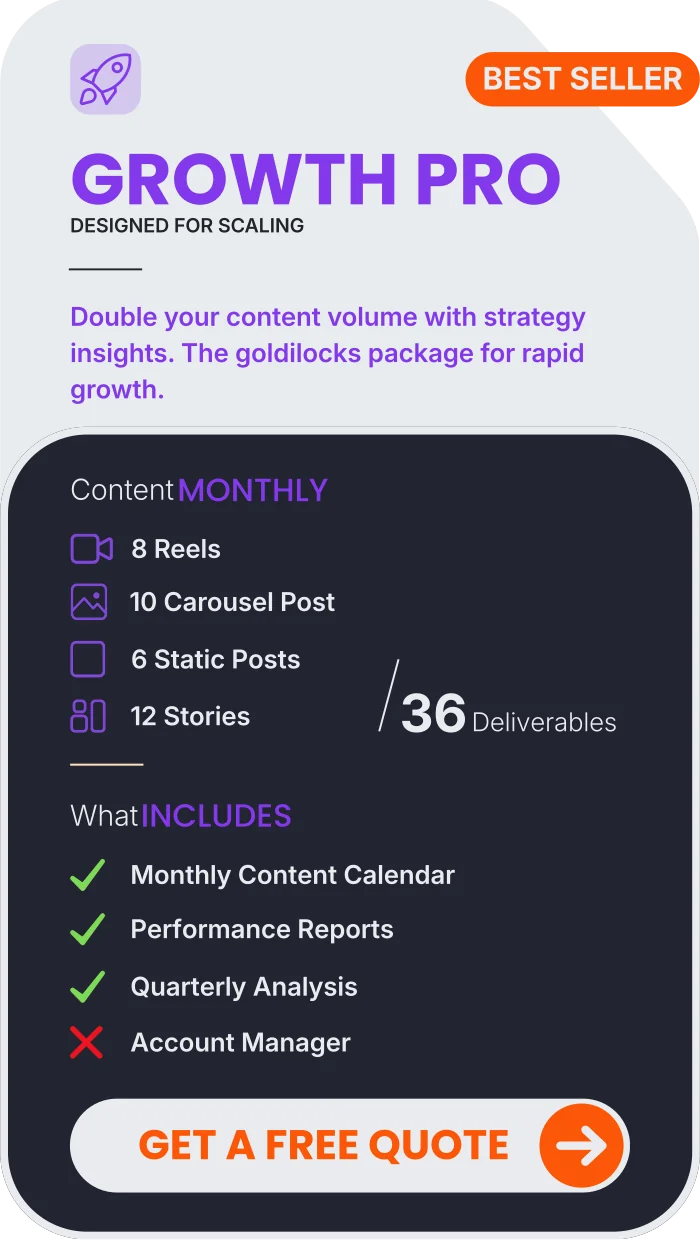 BEST SELLER
GROWTH PRO
DESIGNED FOR SCALING
Double your content volume with strategy
insights. The goldilocks package for rapid
growth.
Content MONTHLY
8 Reels
10 Carousel Post
6 Static Posts
12 Stories
/ 36 Deliverables
What INCLUDES
Monthly Content Calendar
Performance Reports
Quarterly Analysis
Account Manager
GET A FREE QUOTE